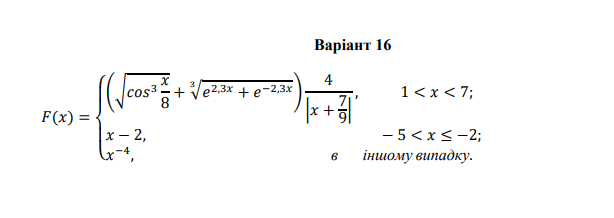 Варіант 16
F(x) = { (√(cos³ x/8) + ∛(e^{2,3x} + e^{−2,3x})) 4/|x + 7/9|, 1 < x < 7;
x − 2, − 5 < x ≤ −2;
x^{−4}, в іншому випадку.